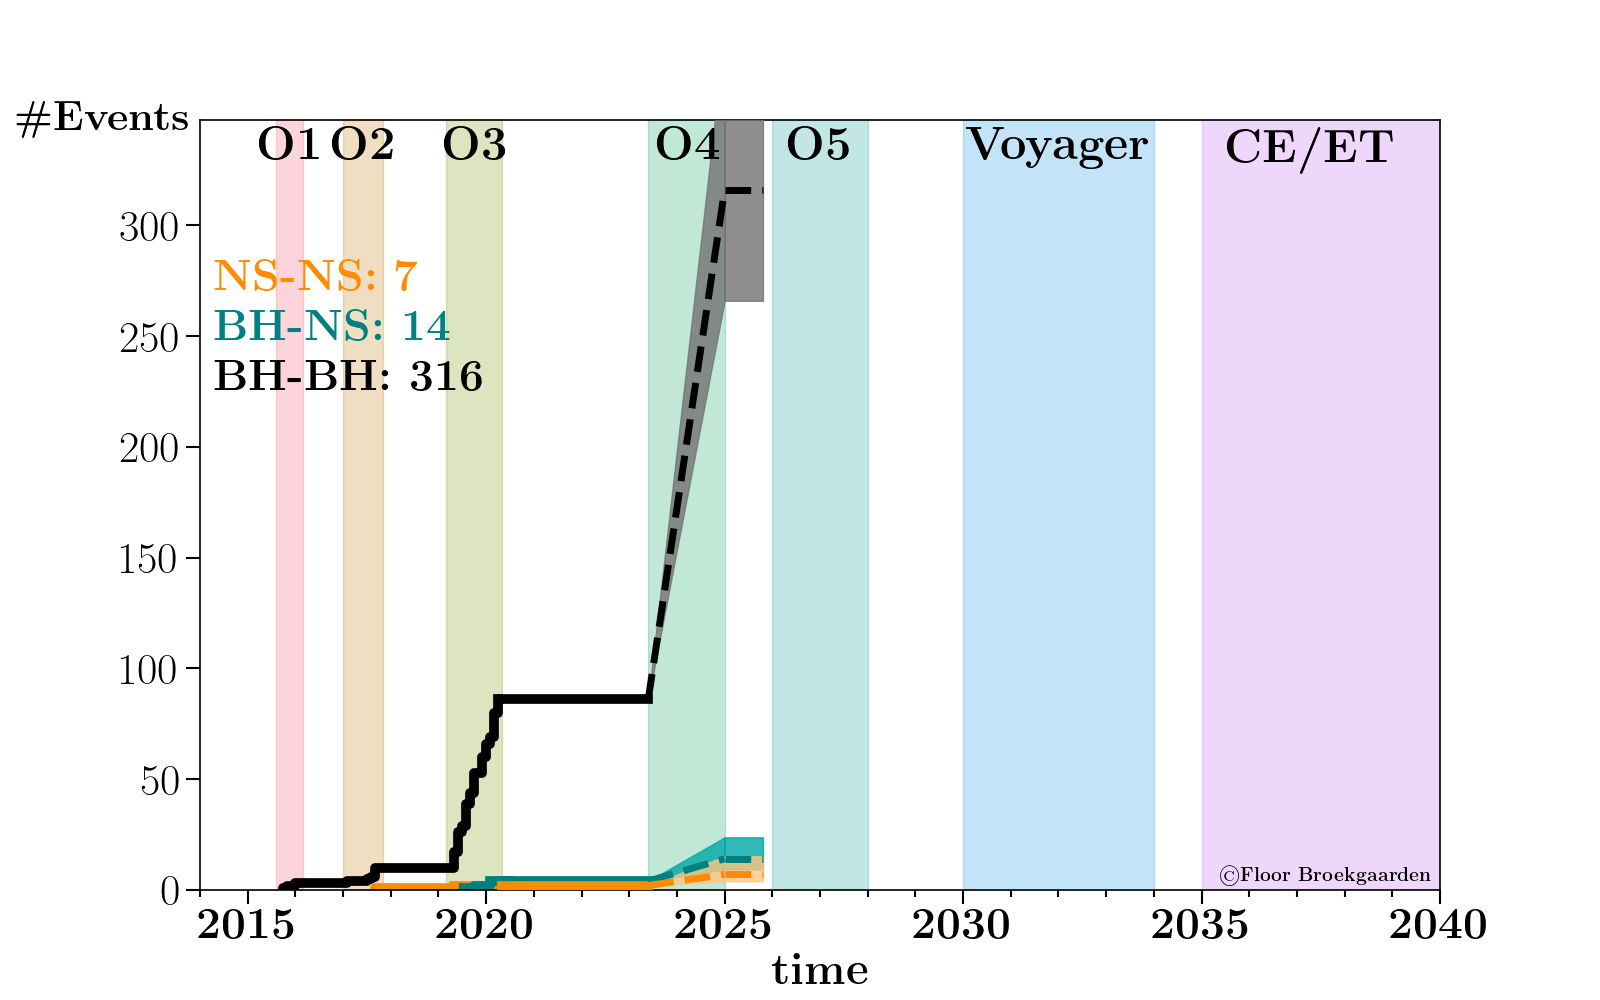 #Events
O1 O2 O3 O4 O5 Voyager CE/ET
300
NS-NS: 7
BH-NS: 14
250
BH-BH: 316
200
150
100
50
©Floor Broekgaarden
0
2015 2020 2025 2030 2035 2040
time